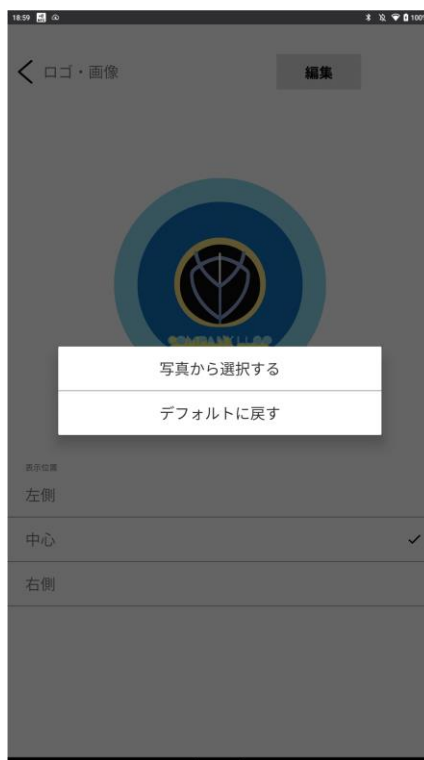 18:59 100%
ロゴ・画像 編集
写真から選択する
デフォルトに戻す
表示位置
左側
中心
右側